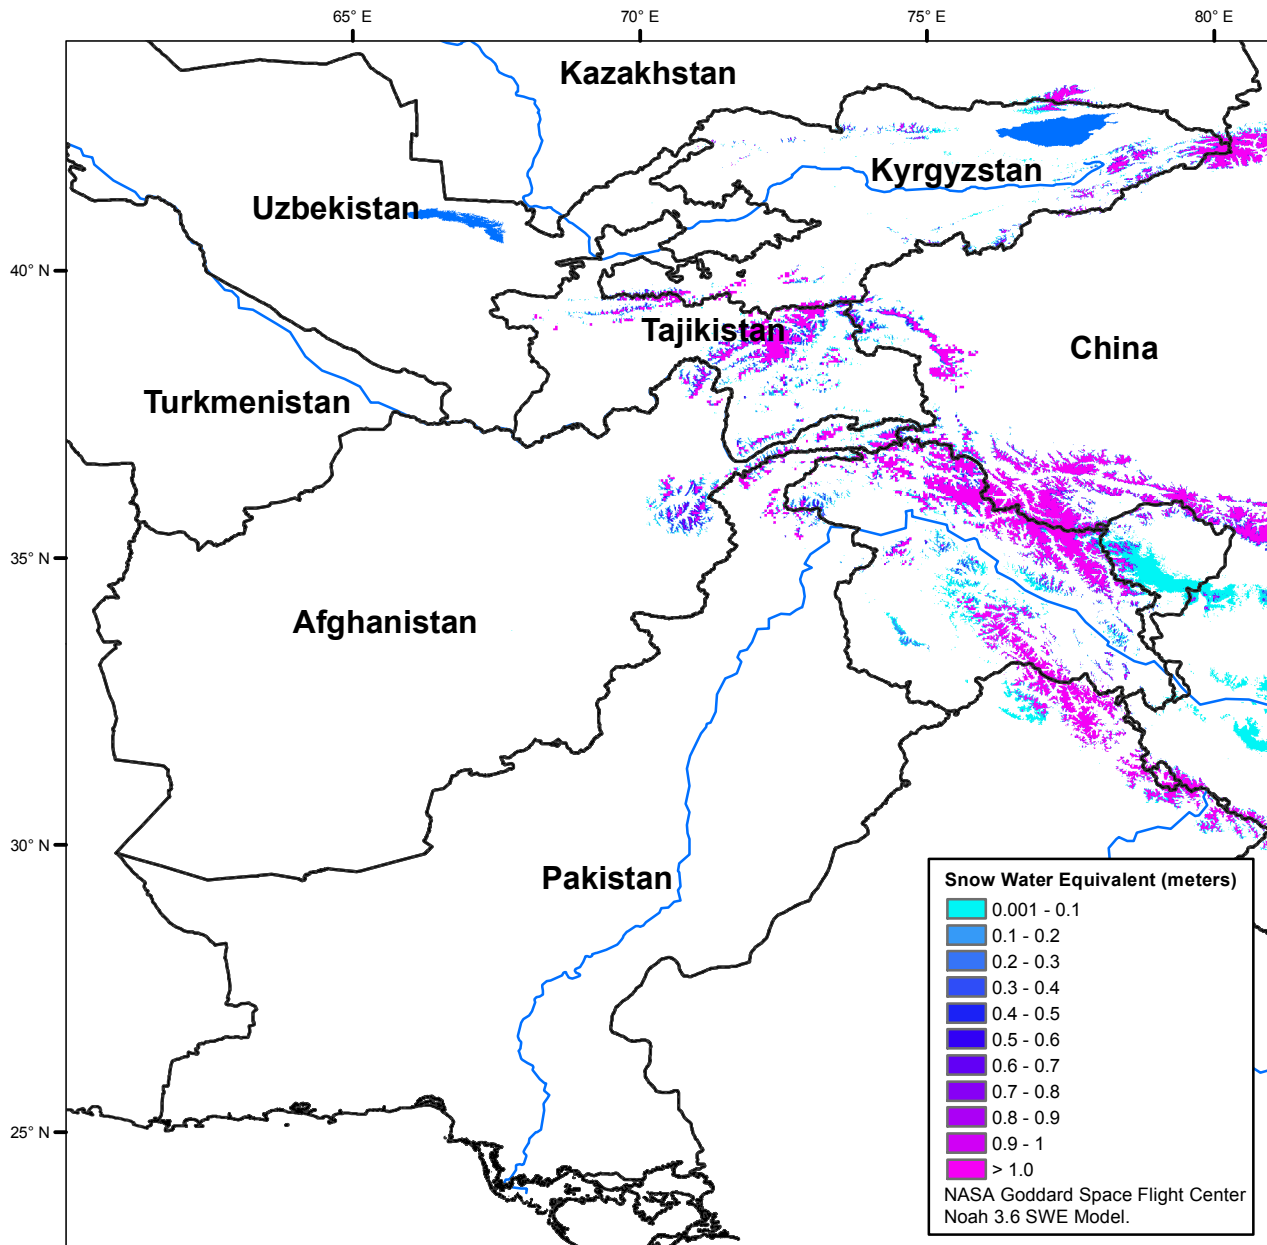 65° E
70° E
75° E
80° E
Kazakhstan
Kyrgyzstan
Uzbekistan
40° N
Tajikistan
China
Turkmenistan
35° N
Afghanistan
30° N
Pakistan
Snow Water Equivalent (meters)
0.001 - 0.1
0.1 - 0.2
0.2 - 0.3
0.3 - 0.4
0.4 - 0.5
0.5 - 0.6
0.6 - 0.7
0.7 - 0.8
0.8 - 0.9
0.9 - 1
> 1.0
NASA Goddard Space Flight Center
Noah 3.6 SWE Model.
25° N